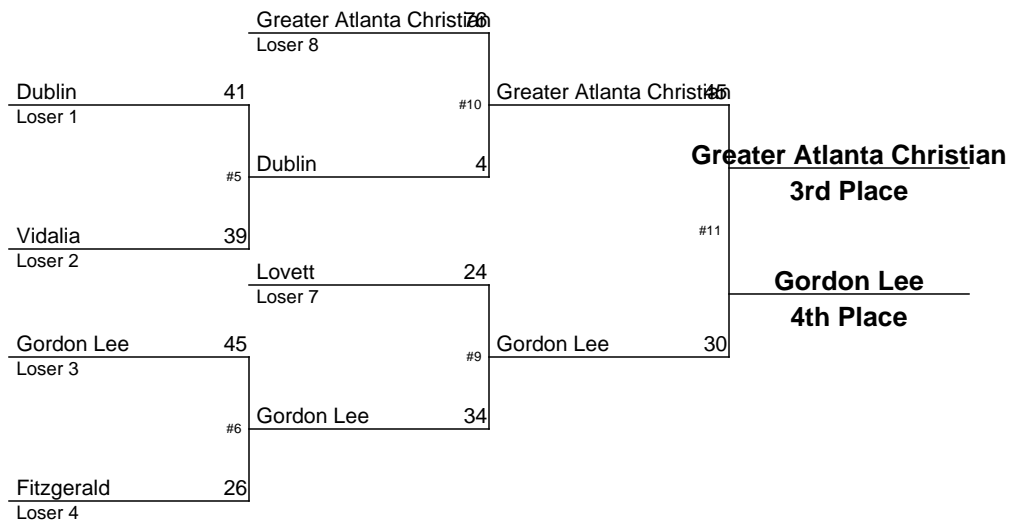 Greater Atlanta Christian 76
Loser 8
Dublin 41
Loser 1
#10
Greater Atlanta Christian 45
Dublin 4
#5
Greater Atlanta Christian
3rd Place
Vidalia 39
Loser 2
#11
Lovett 24
Loser 7
Gordon Lee
4th Place
Gordon Lee 45
Loser 3
#9
Gordon Lee 30
Gordon Lee 34
#6
Fitzgerald 26
Loser 4